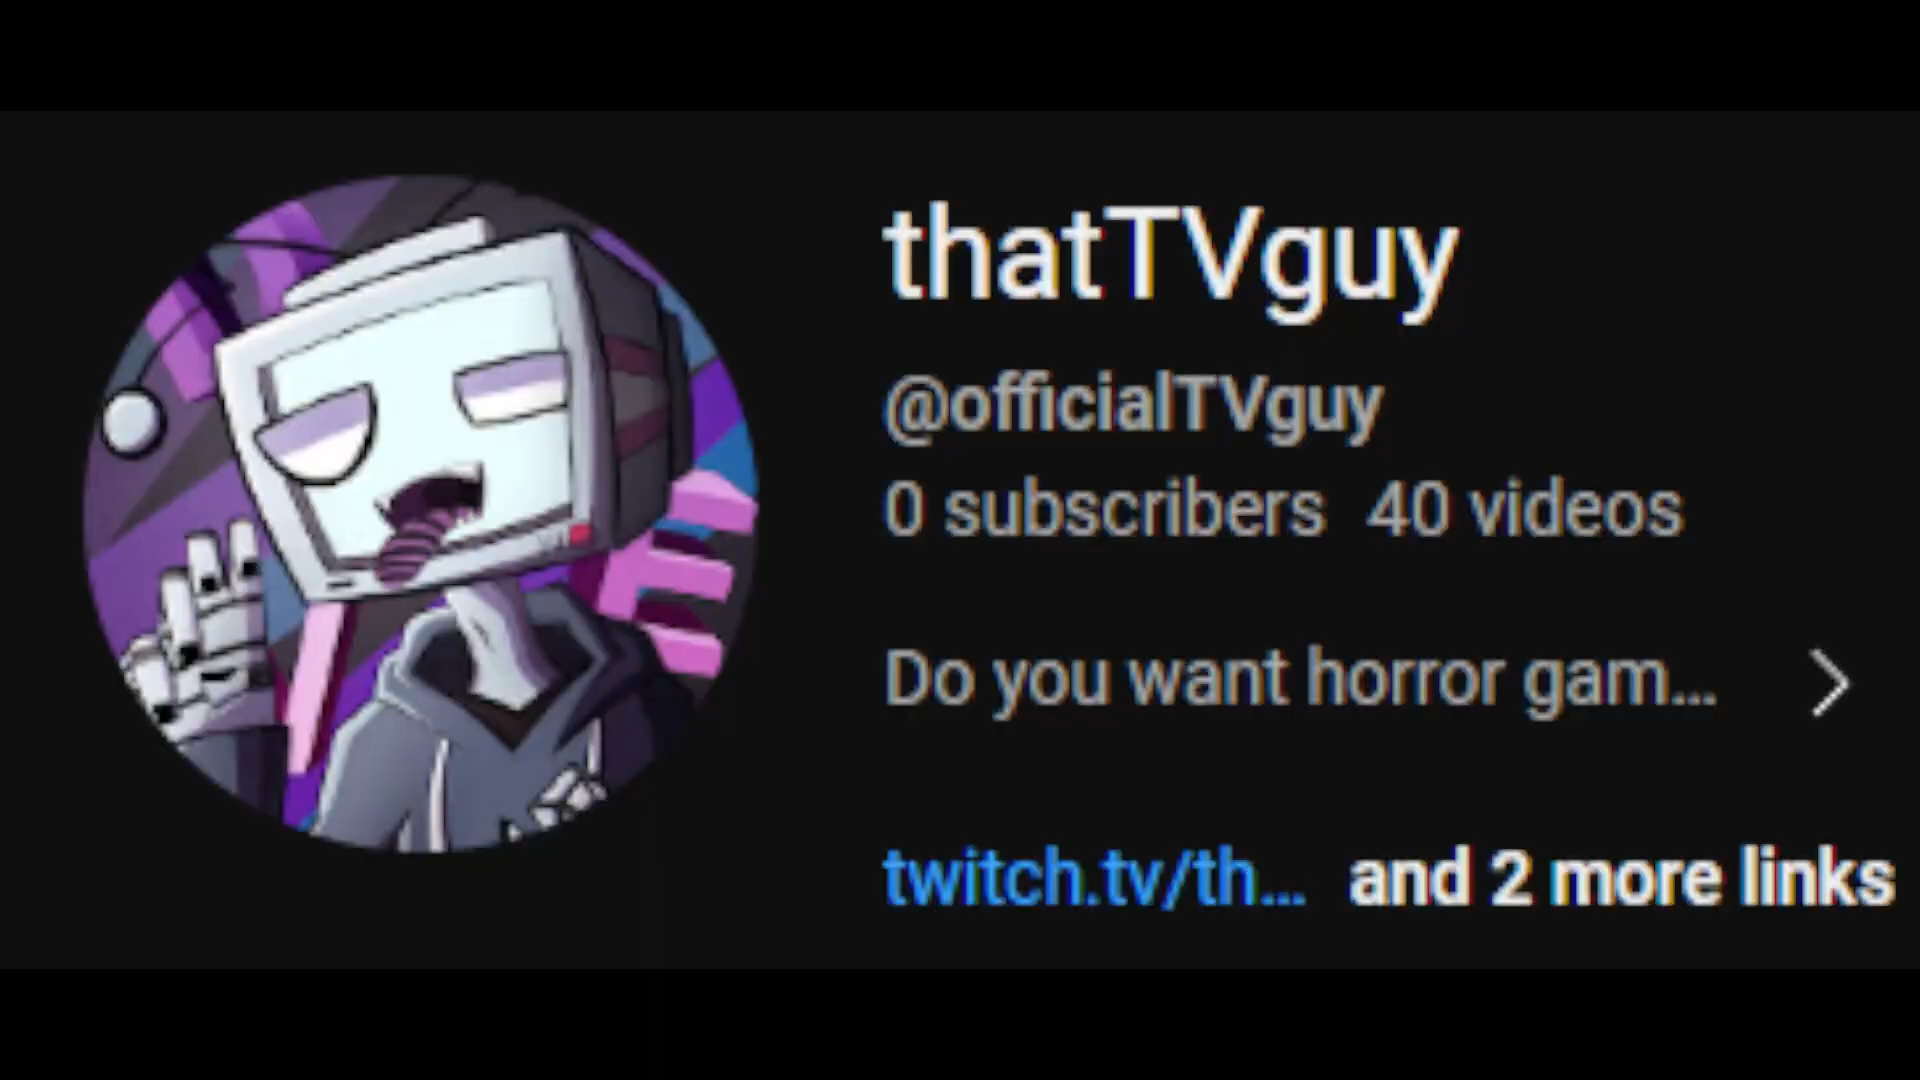 thatTVguy
@officialTVguy
0 subscribers 40 videos
Do you want horror gam...
twitch.tv/th... and 2 more links